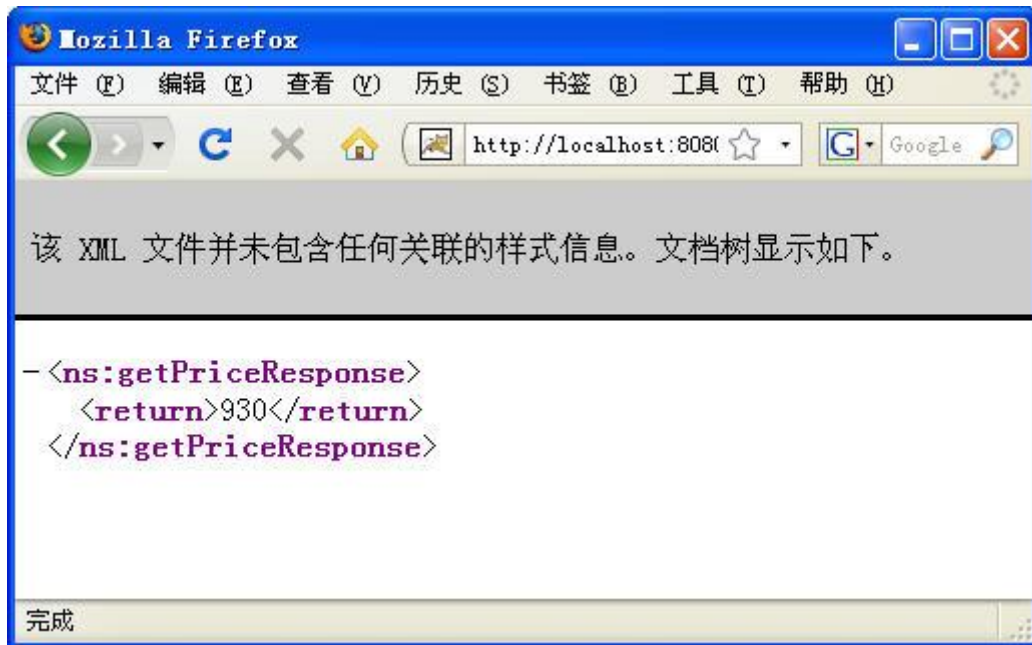 Mozilla Firefox
文件 (F) 编辑 (E) 查看 (V) 历史 (S) 书签 (B) 工具 (T) 帮助 (H)
http://localhost:808 Google
该 XML 文件并未包含任何关联的样式信息。文档树显示如下。
- <ns:getPriceResponse>
<return>930</return>
</ns:getPriceResponse>
完成